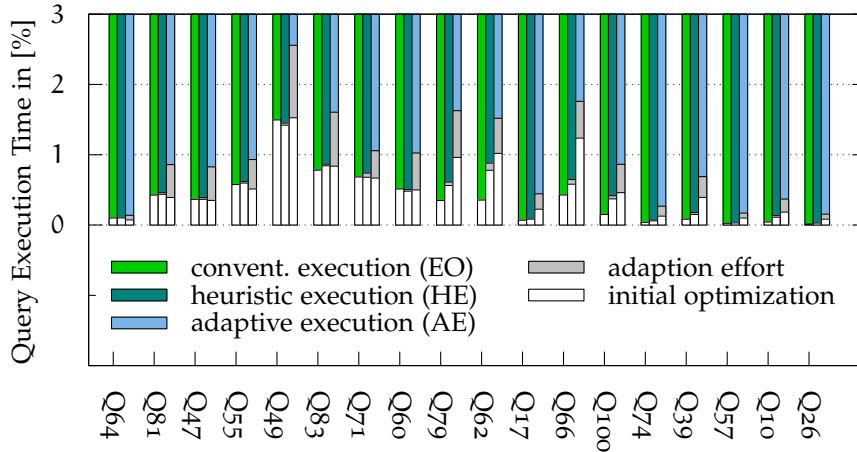 Query Execution Time in [%]
3
2
1
0
convent. execution (EO)
heuristic execution (HE)
adaptive execution (AE)
adaption effort
initial optimization
Q64
Q81
Q47
Q55
Q49
Q83
Q71
Q60
Q79
Q62
Q17
Q66
Q100
Q74
Q39
Q57
Q10
Q26